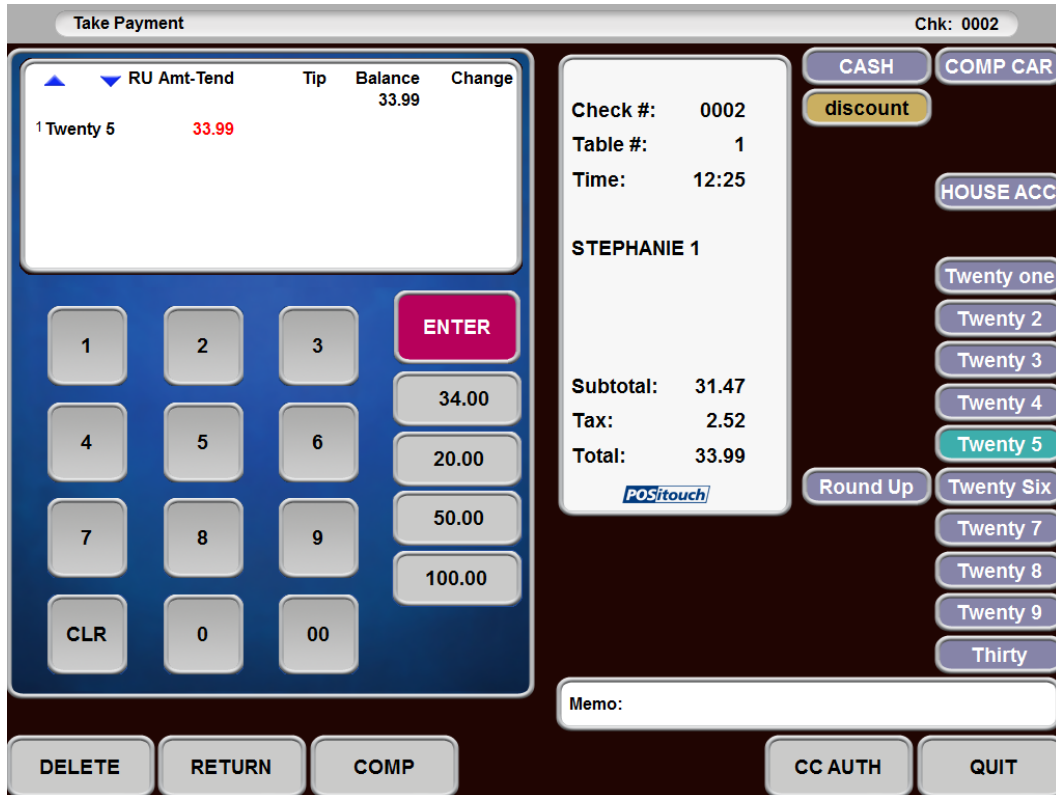 Take Payment Chk: 0002
RU Amt-Tend Tip Balance Change
33.99
1 Twenty 5 33.99
1 2 3 ENTER
34.00
4 5 6 20.00
50.00
7 8 9 100.00
CLR 0 00
Check #: 0002
Table #: 1
Time: 12:25
STEPHANIE 1
Subtotal: 31.47
Tax: 2.52
Total: 33.99
POSitouch
CASH COMP CAR
discount
HOUSE ACC
Twenty one
Twenty 2
Twenty 3
Twenty 4
Twenty 5
Round Up Twenty Six
Twenty 7
Twenty 8
Twenty 9
Thirty
Memo:
DELETE RETURN COMP CC AUTH QUIT